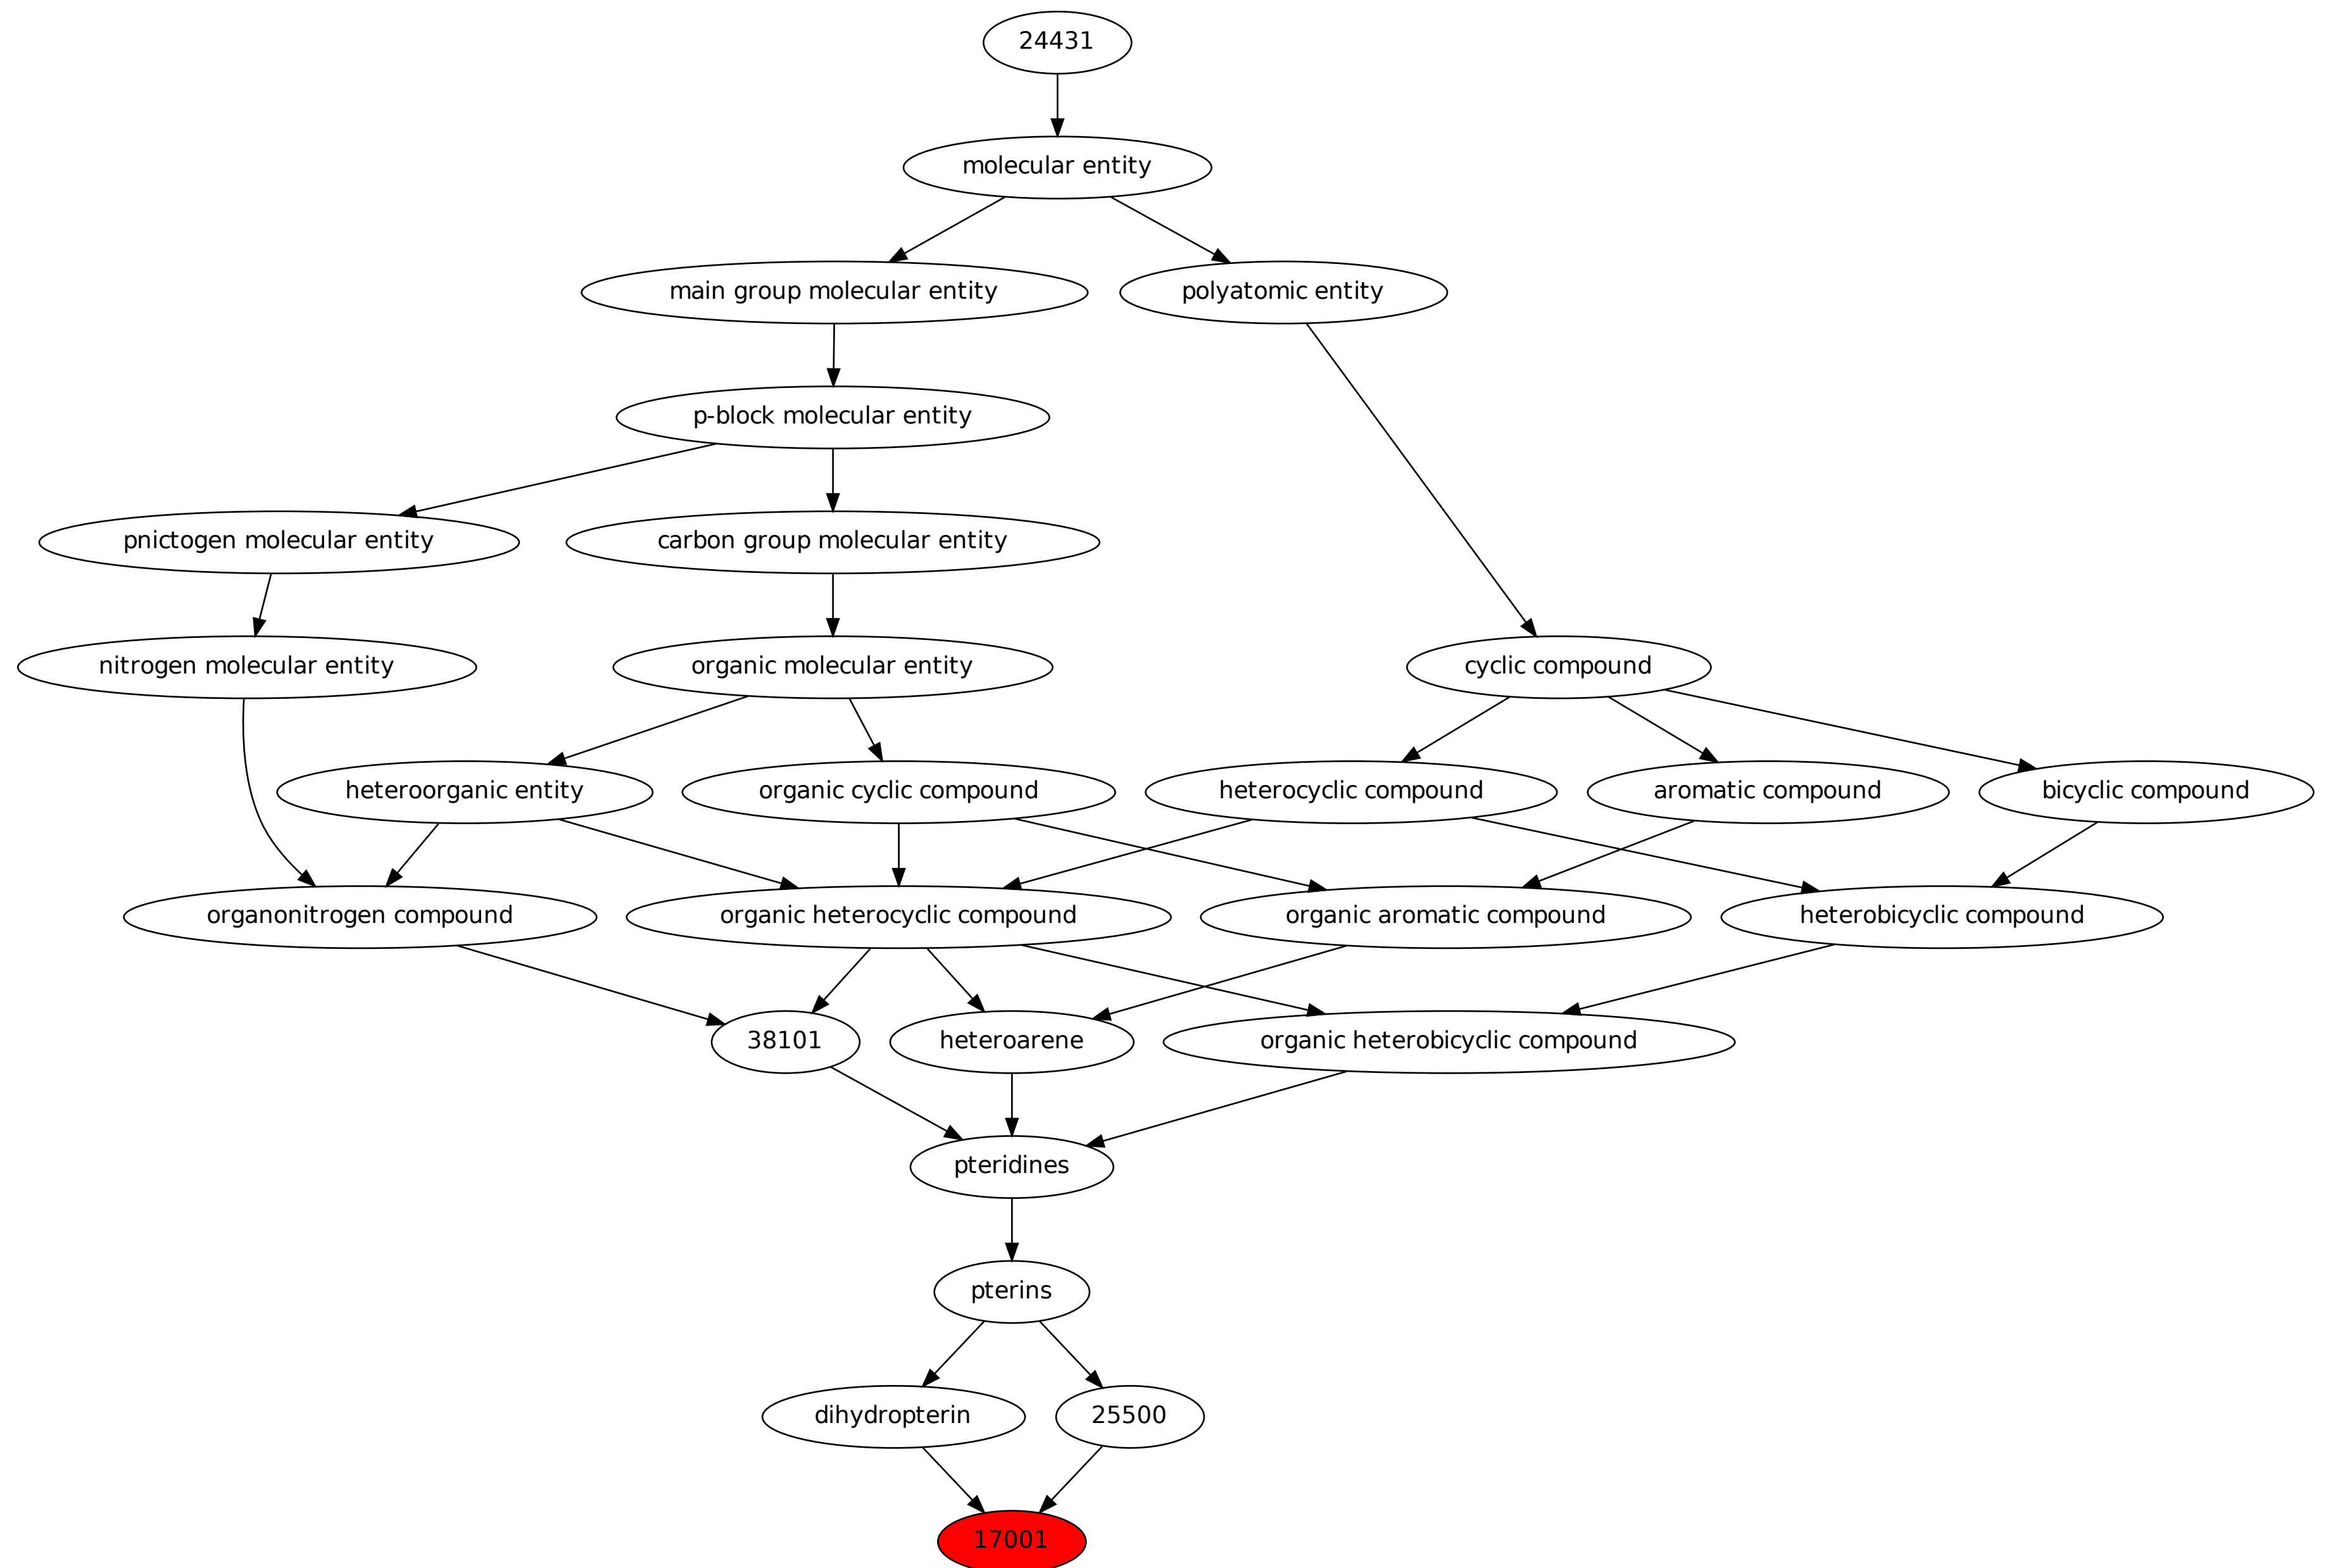 24431
molecular entity
main group molecular entity
polyatomic entity
p-block molecular entity
pnictogen molecular entity
carbon group molecular entity
nitrogen molecular entity
organic molecular entity
cyclic compound
heteroorganic entity
organic cyclic compound
heterocyclic compound
aromatic compound
bicyclic compound
organonitrogen compound
organic heterocyclic compound
organic aromatic compound
heterobicyclic compound
38101
heteroarene
organic heterobicyclic compound
pteridines
pterins
dihydropterin
25500
17001